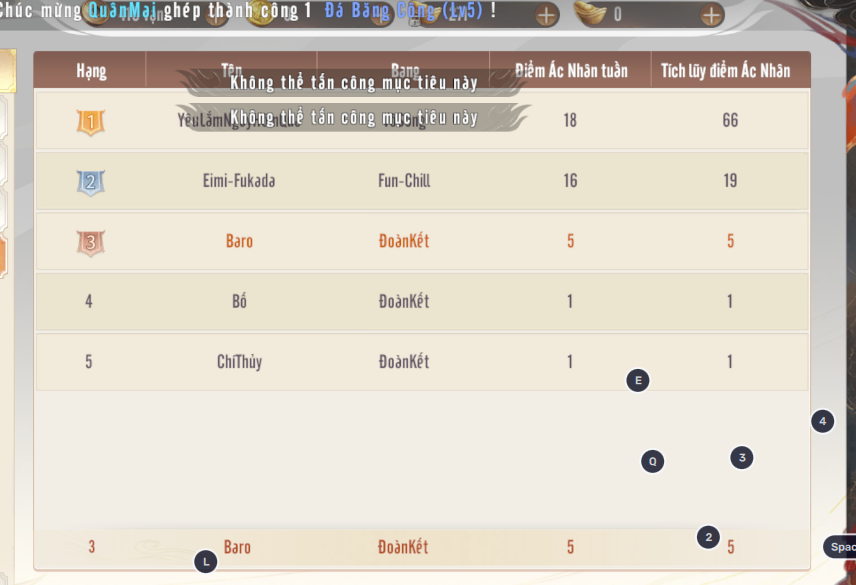 Chúc mừng QuânMai ghép thành công 1 Đá Băng Công (Lv5) !
0
Hạng Tên Bang Điểm Ác Nhân tuần Tích lũy điểm Ác Nhân
Không thể tấn công mục tiêu này
Không thể tấn công mục tiêu này
1 18 66
2 Eimi-Fukada Fun-Chill 16 19
3 Baro ĐoànKết 5 5
4 Bố ĐoànKết 1 1
5 ChíThủy ĐoànKết 1 1
E
4
Q 3
2
3 Baro ĐoànKết 5 5
L
Spac